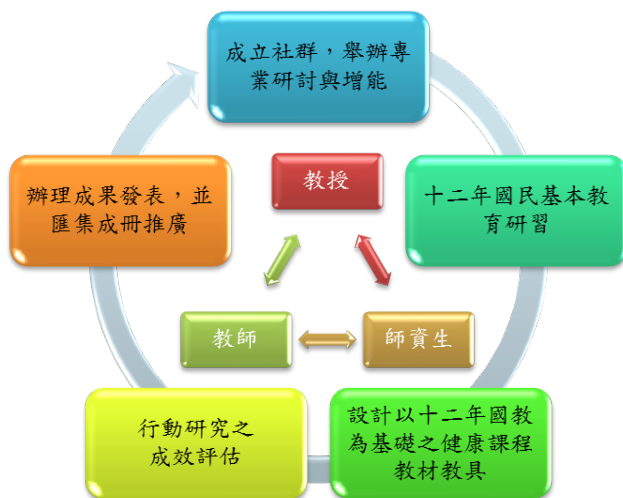 成立社群，舉辦專
業研討與增能
十二年國民基本教
育研習
設計以十二年國教
為基礎之健康課程
教材教具
行動研究之
成效評估
辦理成果發表，並
匯集成冊推廣
教授
師資生
教師